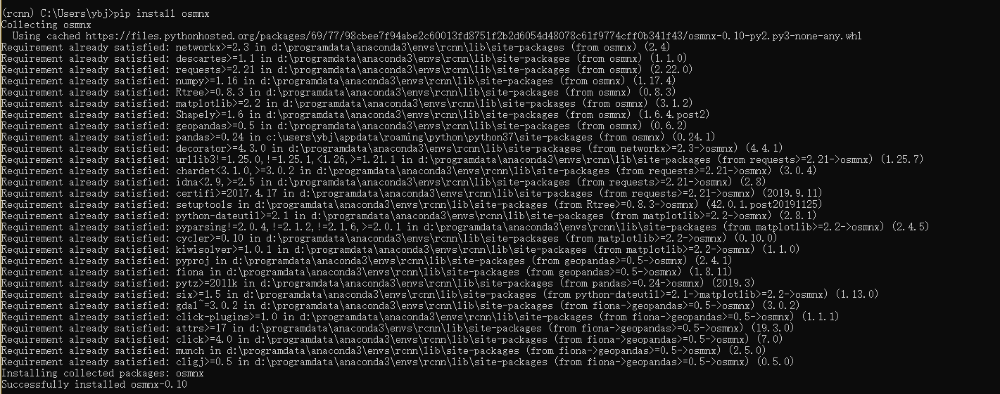 (rcnn) C:\Users\ybj>pip install osmnx
Collecting osmnx
  Using cached https://files.pythonhosted.org/packages/69/77/98cbee7f94abe2c60013fd8751f2b2d6054d48078c61f9774cff0b341f43/osmnx-0.10-py2.py3-none-any.whl
Requirement already satisfied: networkx>=2.3 in d:\programdata\anaconda3\envs\rcnn\lib\site-packages (from osmnx) (2.4)
Requirement already satisfied: descartes>=1.1 in d:\programdata\anaconda3\envs\rcnn\lib\site-packages (from osmnx) (1.1.0)
Requirement already satisfied: requests>=2.21 in d:\programdata\anaconda3\envs\rcnn\lib\site-packages (from osmnx) (2.22.0)
Requirement already satisfied: numpy>=1.16 in d:\programdata\anaconda3\envs\rcnn\lib\site-packages (from osmnx) (1.17.4)
Requirement already satisfied: Rtree>=0.8.3 in d:\programdata\anaconda3\envs\rcnn\lib\site-packages (from osmnx) (0.8.3)
Requirement already satisfied: matplotlib>=2.2 in d:\programdata\anaconda3\envs\rcnn\lib\site-packages (from osmnx) (3.1.2)
Requirement already satisfied: Shapely>=1.6 in d:\programdata\anaconda3\envs\rcnn\lib\site-packages (from osmnx) (1.6.4.post2)
Requirement already satisfied: geopandas>=0.5 in d:\programdata\anaconda3\envs\rcnn\lib\site-packages (from osmnx) (0.6.2)
Requirement already satisfied: pandas>=0.24 in c:\users\ybj\appdata\roaming\python\python37\site-packages (from osmnx) (0.24.1)
Requirement already satisfied: decorator>=4.3.0 in d:\programdata\anaconda3\envs\rcnn\lib\site-packages (from networkx>=2.3->osmnx) (4.4.1)
Requirement already satisfied: urllib3!=1.25.0,!=1.25.1,<1.26,>=1.21.1 in d:\programdata\anaconda3\envs\rcnn\lib\site-packages (from requests>=2.21->osmnx) (1.25.7)
Requirement already satisfied: chardet<3.1.0,>=3.0.2 in d:\programdata\anaconda3\envs\rcnn\lib\site-packages (from requests>=2.21->osmnx) (3.0.4)
Requirement already satisfied: idna<2.9,>=2.5 in d:\programdata\anaconda3\envs\rcnn\lib\site-packages (from requests>=2.21->osmnx) (2.8)
Requirement already satisfied: certifi>=2017.4.17 in d:\programdata\anaconda3\envs\rcnn\lib\site-packages (from requests>=2.21->osmnx) (2019.9.11)
Requirement already satisfied: setuptools in d:\programdata\anaconda3\envs\rcnn\lib\site-packages (from Rtree>=0.8.3->osmnx) (42.0.1.post20191125)
Requirement already satisfied: python-dateutil>=2.1 in d:\programdata\anaconda3\envs\rcnn\lib\site-packages (from matplotlib>=2.2->osmnx) (2.8.1)
Requirement already satisfied: pyparsing!=2.0.4,!=2.1.2,!=2.1.6,>=2.0.1 in d:\programdata\anaconda3\envs\rcnn\lib\site-packages (from matplotlib>=2.2->osmnx) (2.4.5)
Requirement already satisfied: cycler>=0.10 in d:\programdata\anaconda3\envs\rcnn\lib\site-packages (from matplotlib>=2.2->osmnx) (0.10.0)
Requirement already satisfied: kiwisolver>=1.0.1 in d:\programdata\anaconda3\envs\rcnn\lib\site-packages (from matplotlib>=2.2->osmnx) (1.1.0)
Requirement already satisfied: pyproj in d:\programdata\anaconda3\envs\rcnn\lib\site-packages (from geopandas>=0.5->osmnx) (2.4.1)
Requirement already satisfied: fiona in d:\programdata\anaconda3\envs\rcnn\lib\site-packages (from geopandas>=0.5->osmnx) (1.8.11)
Requirement already satisfied: pytz>=2011k in d:\programdata\anaconda3\envs\rcnn\lib\site-packages (from pandas>=0.24->osmnx) (2019.3)
Requirement already satisfied: six>=1.5 in d:\programdata\anaconda3\envs\rcnn\lib\site-packages (from python-dateutil>=2.1->matplotlib>=2.2->osmnx) (1.13.0)
Requirement already satisfied: gdal~=3.0.2 in d:\programdata\anaconda3\envs\rcnn\lib\site-packages (from fiona->geopandas>=0.5->osmnx) (3.0.2)
Requirement already satisfied: click-plugins>=1.0 in d:\programdata\anaconda3\envs\rcnn\lib\site-packages (from fiona->geopandas>=0.5->osmnx) (1.1.1)
Requirement already satisfied: attrs>=17 in d:\programdata\anaconda3\envs\rcnn\lib\site-packages (from fiona->geopandas>=0.5->osmnx) (19.3.0)
Requirement already satisfied: click>=4.0 in d:\programdata\anaconda3\envs\rcnn\lib\site-packages (from fiona->geopandas>=0.5->osmnx) (7.0)
Requirement already satisfied: munch in d:\programdata\anaconda3\envs\rcnn\lib\site-packages (from fiona->geopandas>=0.5->osmnx) (2.5.0)
Requirement already satisfied: cligj>=0.5 in d:\programdata\anaconda3\envs\rcnn\lib\site-packages (from fiona->geopandas>=0.5->osmnx) (0.5.0)
Installing collected packages: osmnx
Successfully installed osmnx-0.10